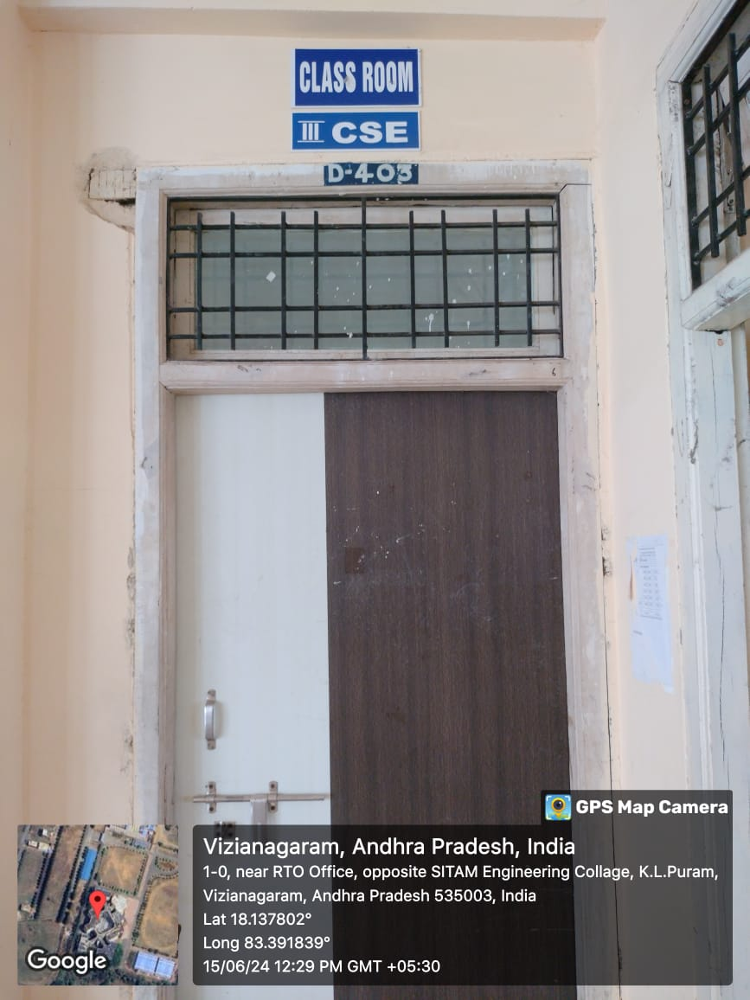 CLASS ROOM
III CSE
D-403
6
GPS Map Camera
Vizianagaram, Andhra Pradesh, India
1-0, near RTO Office, opposite SITAM Engineering Collage, K.L.Puram,
Vizianagaram, Andhra Pradesh 535003, India
Lat 18.137802°
Long 83.391839°
15/06/24 12:29 PM GMT +05:30
Google